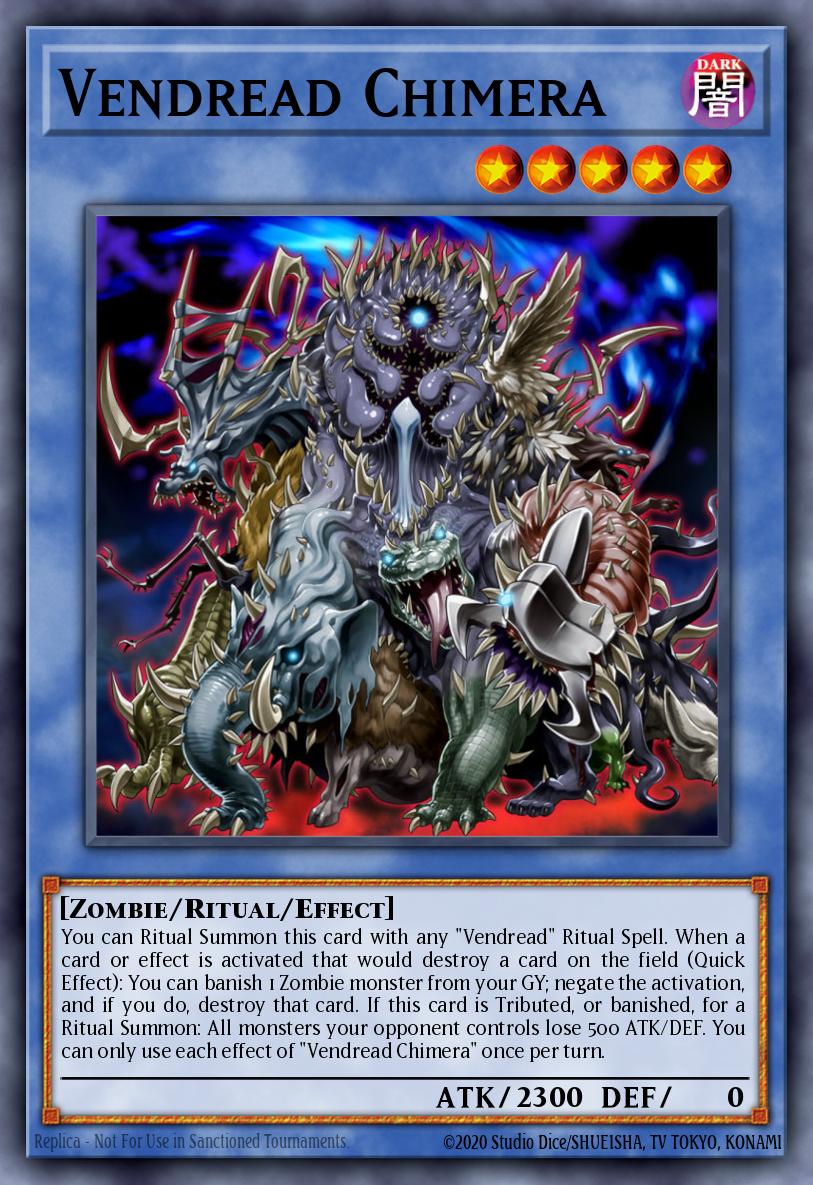 Vendread Chimera
DARK
闇
[Zombie/Ritual/Effect]
You can Ritual Summon this card with any "Vendread" Ritual Spell. When a
card or effect is activated that would destroy a card on the field (Quick
Effect): You can banish 1 Zombie monster from your GY; negate the activation,
and if you do, destroy that card. If this card is Tributed, or banished, for a
Ritual Summon: All monsters your opponent controls lose 500 ATK/DEF. You
can only use each effect of "Vendread Chimera" once per turn.
ATK/2300 DEF/ 0
Replica - Not For Use in Sanctioned Tournaments.
©2020 Studio Dice/SHUEISHA, TV TOKYO, KONAMI